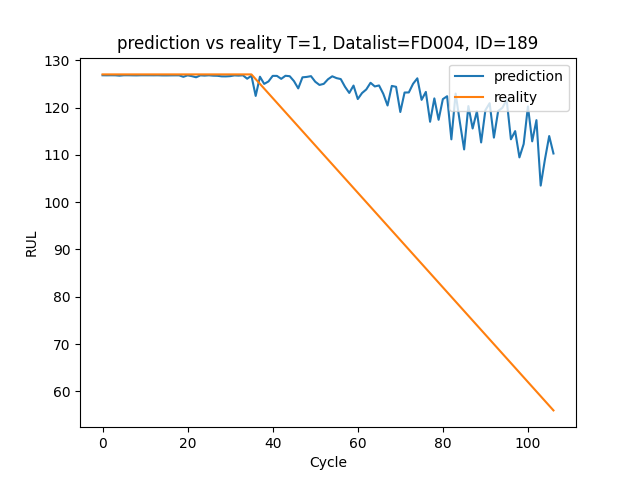 prediction vs reality T=1, Datalist=FD004, ID=189
prediction
reality
130
120
110
100
90
80
70
60
RUL
0 20 40 60 80 100
Cycle